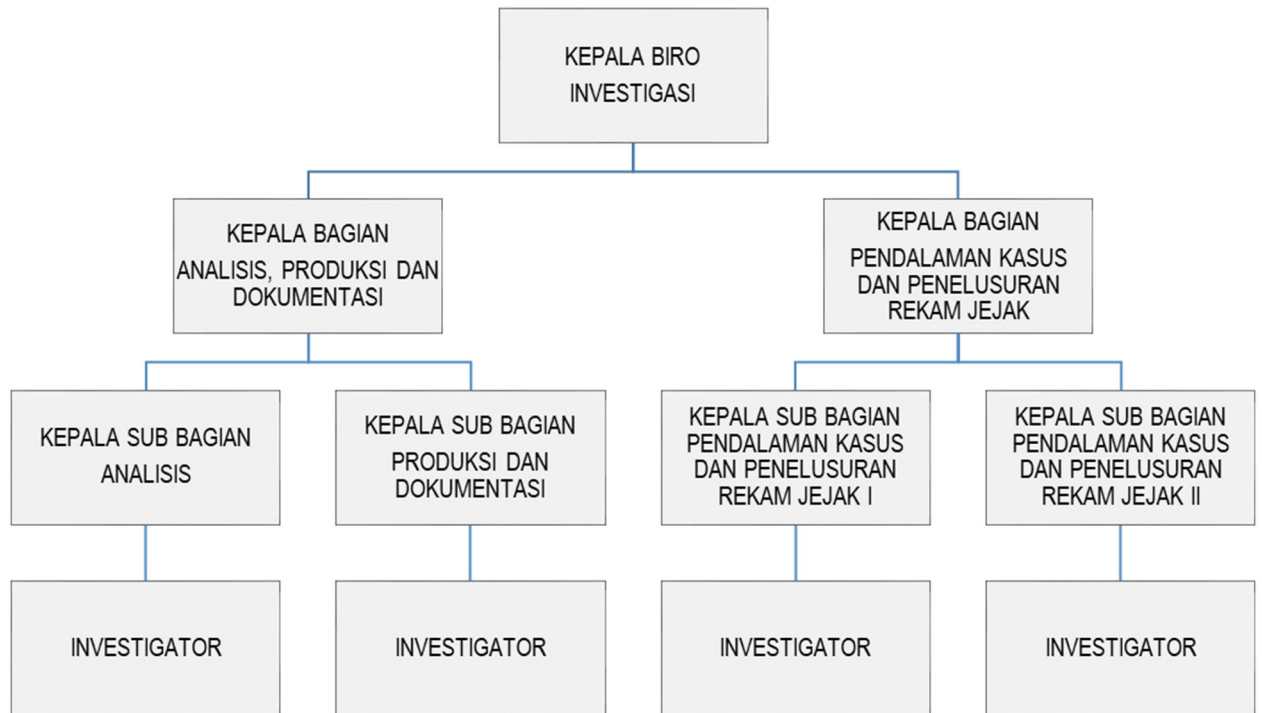 KEPALA BIRO
INVESTIGASI
KEPALA BAGIAN
ANALISIS, PRODUKSI DAN
DOKUMENTASI
KEPALA BAGIAN
PENDALAMAN KASUS
DAN PENELUSURAN
REKAM JEJAK
KEPALA SUB BAGIAN
ANALISIS
KEPALA SUB BAGIAN
PRODUKSI DAN
DOKUMENTASI
KEPALA SUB BAGIAN
PENDALAMAN KASUS
DAN PENELUSURAN
REKAM JEJAK I
KEPALA SUB BAGIAN
PENDALAMAN KASUS
DAN PENELUSURAN
REKAM JEJAK II
INVESTIGATOR
INVESTIGATOR
INVESTIGATOR
INVESTIGATOR